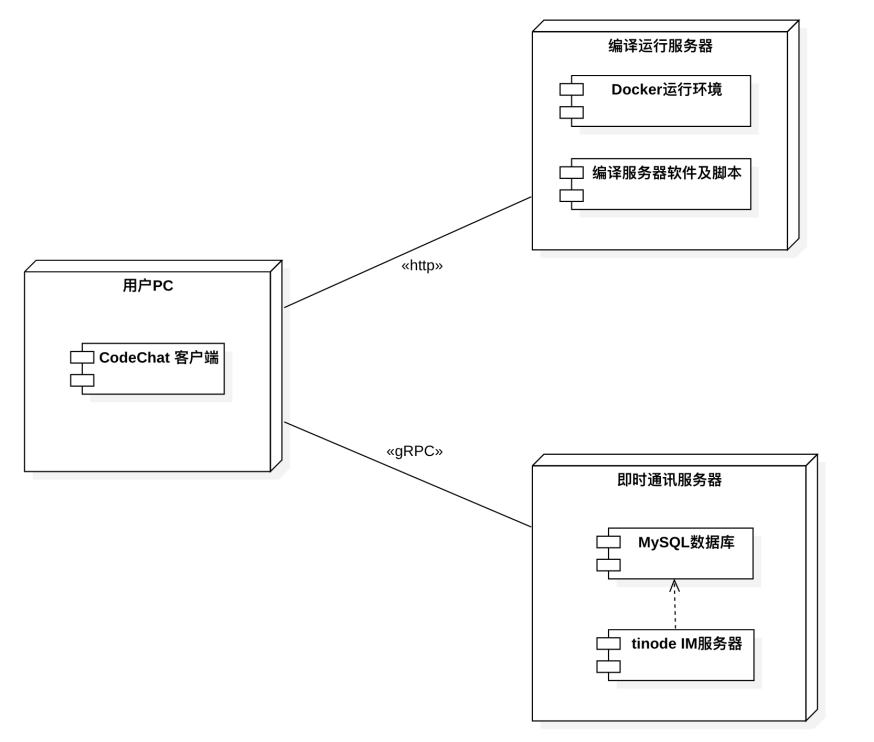 编译运行服务器
Docker运行环境
编译服务器软件及脚本
«http»
用户PC
CodeChat 客户端
«gRPC»
即时通讯服务器
MySQL数据库
tinode IM服务器